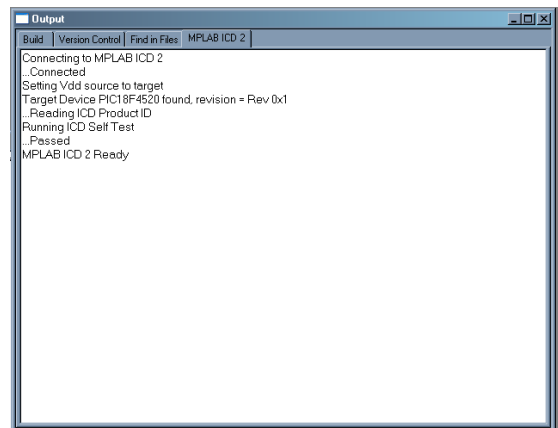 Output
Build Version Control Find in Files MPLAB ICD 2
Connecting to MPLAB ICD 2
...Connected
Setting Vdd source to target
Target Device PIC18F4520 found, revision = Rev 0x1
...Reading ICD Product ID
Running ICD Self Test
...Passed
MPLAB ICD 2 Ready